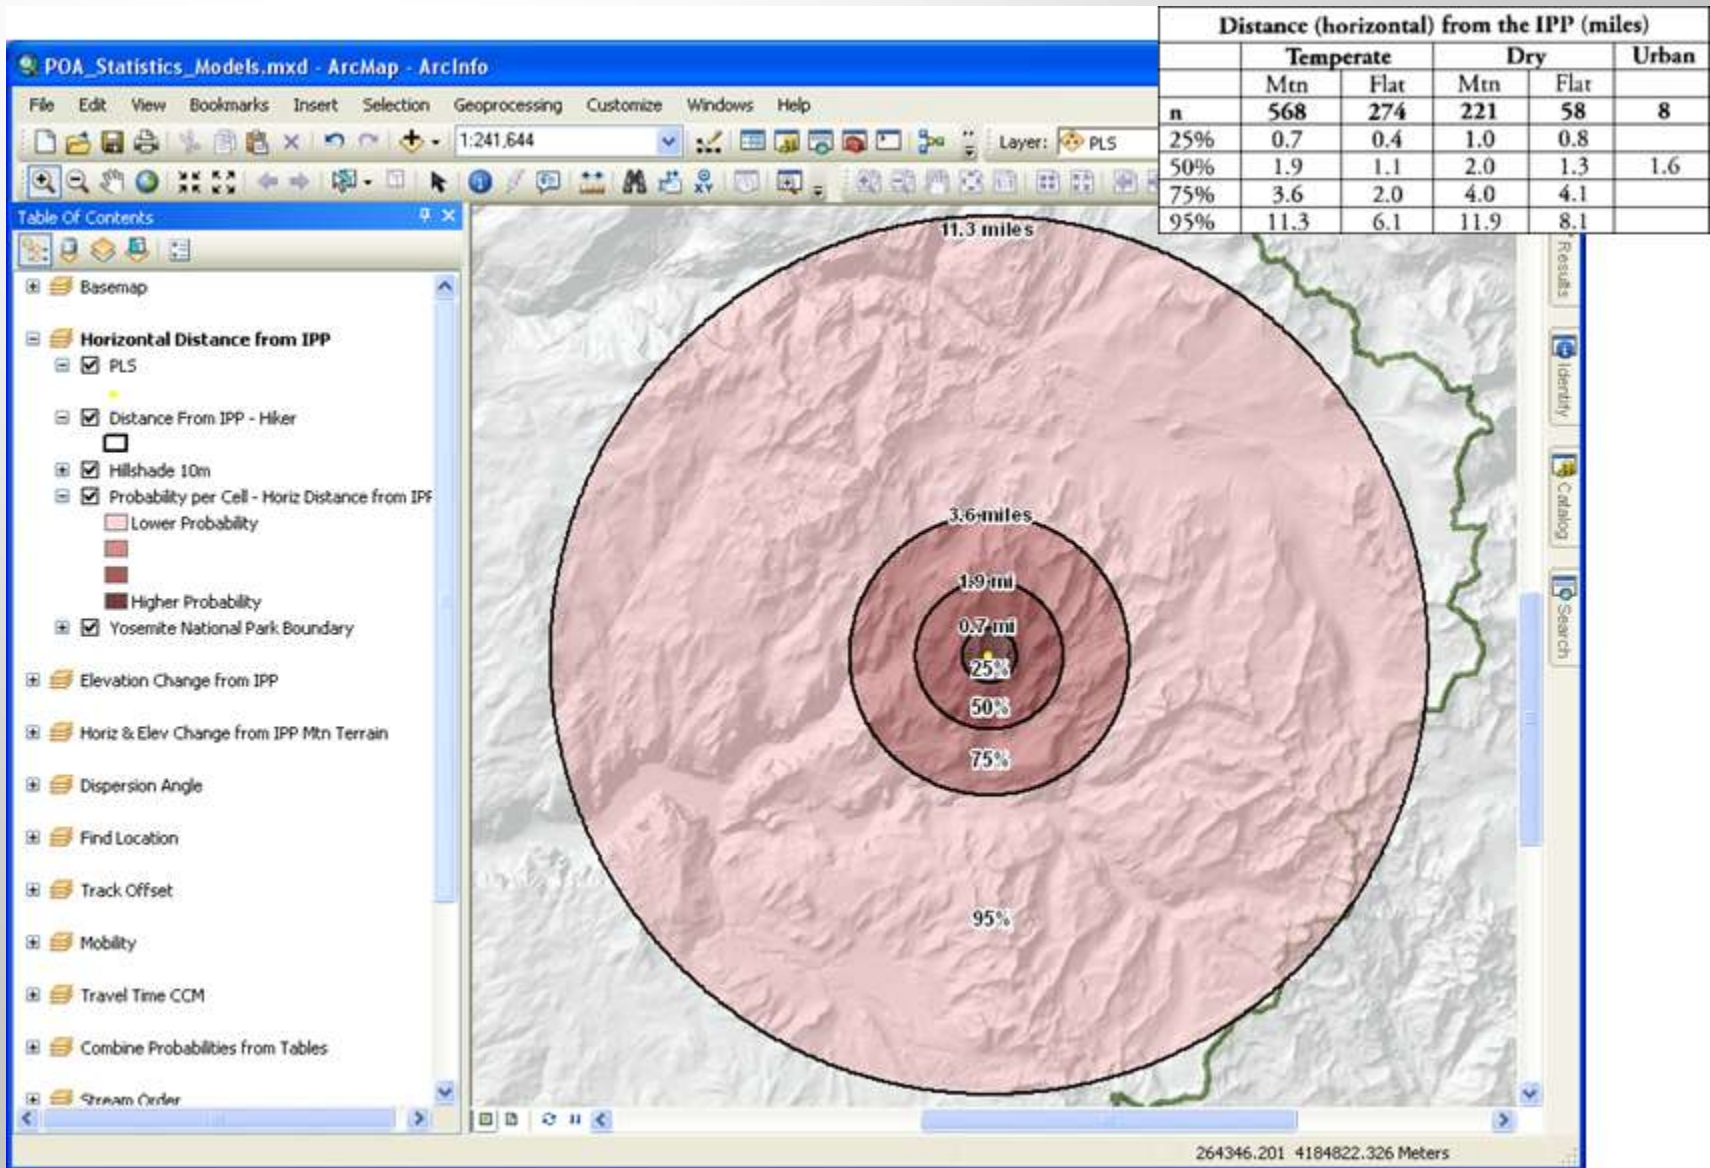 Distance (horizontal) from the IPP (miles)
Temperate Dry Urban
Mtn Flat Mtn Flat
n 568 274 221 58 8
25% 0.7 0.4 1.0 0.8
50% 1.9 1.1 2.0 1.3 1.6
75% 3.6 2.0 4.0 4.1
95% 11.3 6.1 11.9 8.1
POA_Statistics_Models.mxd - ArcMap - ArcInfo
File Edit View Bookmarks Insert Selection Geoprocessing Customize Windows Help
1:241,644 Layer: PLS
Table Of Contents
Basemap
Horizontal Distance from IPP
PLS
Distance From IPP - Hiker
Hillshade 10m
Probability per Cell - Horiz Distance from IPP
Lower Probability
Higher Probability
Yosemite National Park Boundary
Elevation Change from IPP
Horiz & Elev Change from IPP Mtn Terrain
Dispersion Angle
Find Location
Track Offset
Mobility
Travel Time CCM
Combine Probabilities from Tables
Stream Order
11.3 miles
3.6 miles
1.9 mi
0.7 mi
25%
50%
75%
95%
Results
Identify
Catalog
Search
264346.201 4184822.326 Meters